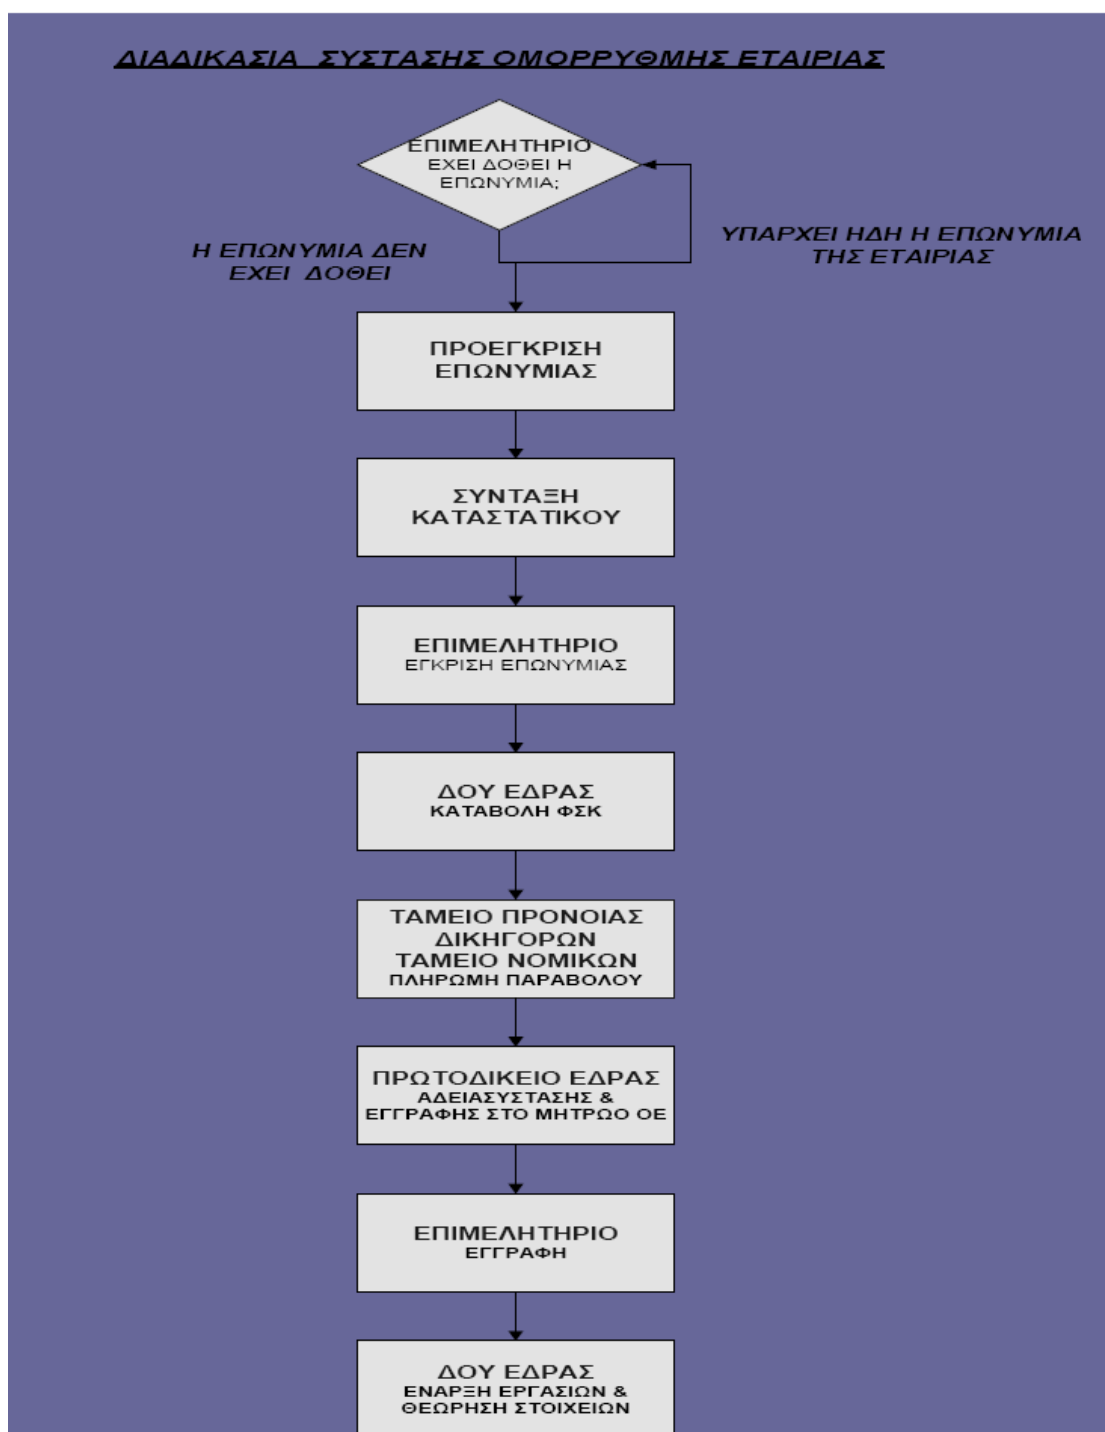 ΔΙΑΔΙΚΑΣΙΑ ΣΥΣΤΑΣΗΣ ΟΜΟΡΡΥΘΜΗΣ ΕΤΑΙΡΙΑΣ
ΕΠΙΜΕΛΗΤΗΡΙΟ
ΕΧΕΙ ΔΟΘΕΙ Η
ΕΠΩΝΥΜΙΑ;
Η ΕΠΩΝΥΜΙΑ ΔΕΝ
ΕΧΕΙ ΔΟΘΕΙ
ΥΠΑΡΧΕΙ ΗΔΗ Η ΕΠΩΝΥΜΙΑ
ΤΗΣ ΕΤΑΙΡΙΑΣ
ΠΡΟΕΓΚΡΙΣΗ
ΕΠΩΝΥΜΙΑΣ
ΣΥΝΤΑΞΗ
ΚΑΤΑΣΤΑΤΙΚΟΥ
ΕΠΙΜΕΛΗΤΗΡΙΟ
ΕΓΚΡΙΣΗ ΕΠΩΝΥΜΙΑΣ
ΔΟΥ ΕΔΡΑΣ
ΚΑΤΑΒΟΛΗ ΦΣΚ
ΤΑΜΕΙΟ ΠΡΟΝΟΙΑΣ
ΔΙΚΗΓΟΡΩΝ
ΤΑΜΕΙΟ ΝΟΜΙΚΩΝ
ΠΛΗΡΩΜΗ ΠΑΡΑΒΟΛΟΥ
ΠΡΩΤΟΔΙΚΕΙΟ ΕΔΡΑΣ
ΑΔΕΙΑΣΥΣΤΑΣΗΣ &
ΕΓΓΡΑΦΗΣ ΣΤΟ ΜΗΤΡΩΟ ΟΕ
ΕΠΙΜΕΛΗΤΗΡΙΟ
ΕΓΓΡΑΦΗ
ΔΟΥ ΕΔΡΑΣ
ΕΝΑΡΞΗ ΕΡΓΑΣΙΩΝ &
ΘΕΩΡΗΣΗ ΣΤΟΙΧΕΙΩΝ